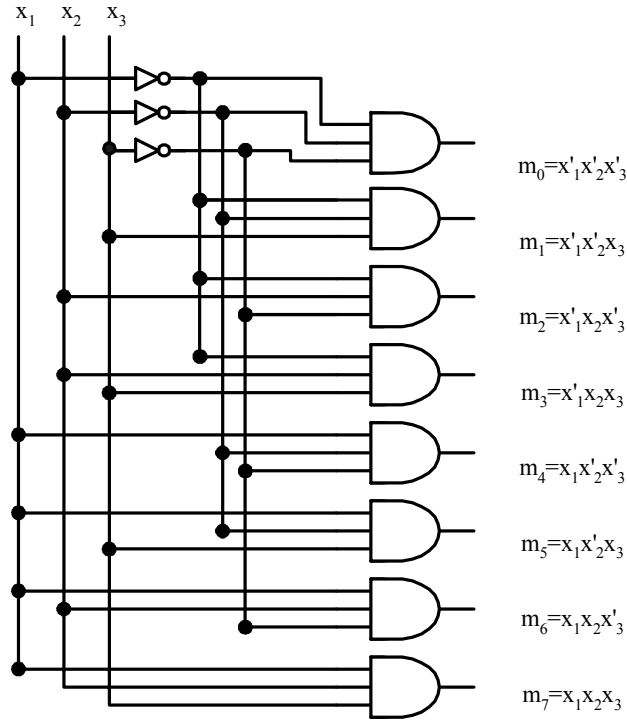 x₁ x₂ x₃
m₀=x'₁x'₂x'₃
m₁=x'₁x'₂x₃
m₂=x'₁x₂x'₃
m₃=x'₁x₂x₃
m₄=x₁x'₂x'₃
m₅=x₁x'₂x₃
m₆=x₁x₂x'₃
m₇=x₁x₂x₃